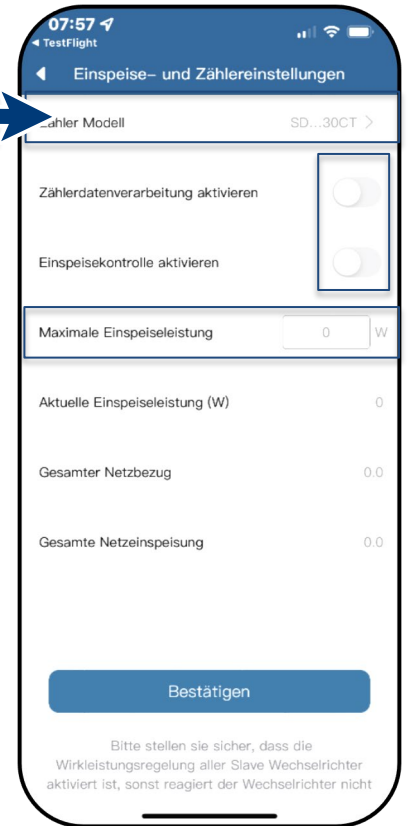 07:57
TestFlight
Einspeise– und Zählereinstellungen
Zähler Modell SD...30CT
Zählerdatenverarbeitung aktivieren
Einspeisekontrolle aktivieren
Maximale Einspeiseleistung 0 W
Aktuelle Einspeiseleistung (W) 0
Gesamter Netzbezug 0.0
Gesamte Netzeinspeisung 0.0
Bestätigen
Bitte stellen sie sicher, dass die
Wirkleistungsregelung aller Slave Wechselrichter
aktiviert ist, sonst reagiert der Wechselrichter nicht